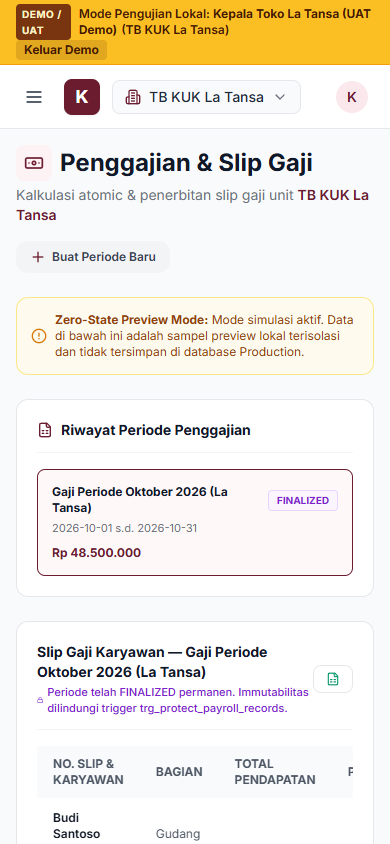 DEMO / UAT
Mode Pengujian Lokal: Kepala Toko La Tansa (UAT Demo) (TB KUK La Tansa)
Keluar Demo
K
TB KUK La Tansa
K
Penggajian & Slip Gaji
Kalkulasi atomic & penerbitan slip gaji unit TB KUK La
Tansa
Buat Periode Baru
Zero-State Preview Mode: Mode simulasi aktif. Data
di bawah ini adalah sampel preview lokal terisolasi
dan tidak tersimpan di database Production.
Riwayat Periode Penggajian
Gaji Periode Oktober 2026 (La
Tansa)
FINALIZED
2026-10-01 s.d. 2026-10-31
Rp 48.500.000
Slip Gaji Karyawan — Gaji Periode
Oktober 2026 (La Tansa)
Periode telah FINALIZED permanen. Immutabilitas
dilindungi trigger trg_protect_payroll_records.
NO. SLIP & KARYAWAN
BAGIAN
TOTAL PENDAPATAN
Budi
Santoso
Gudang